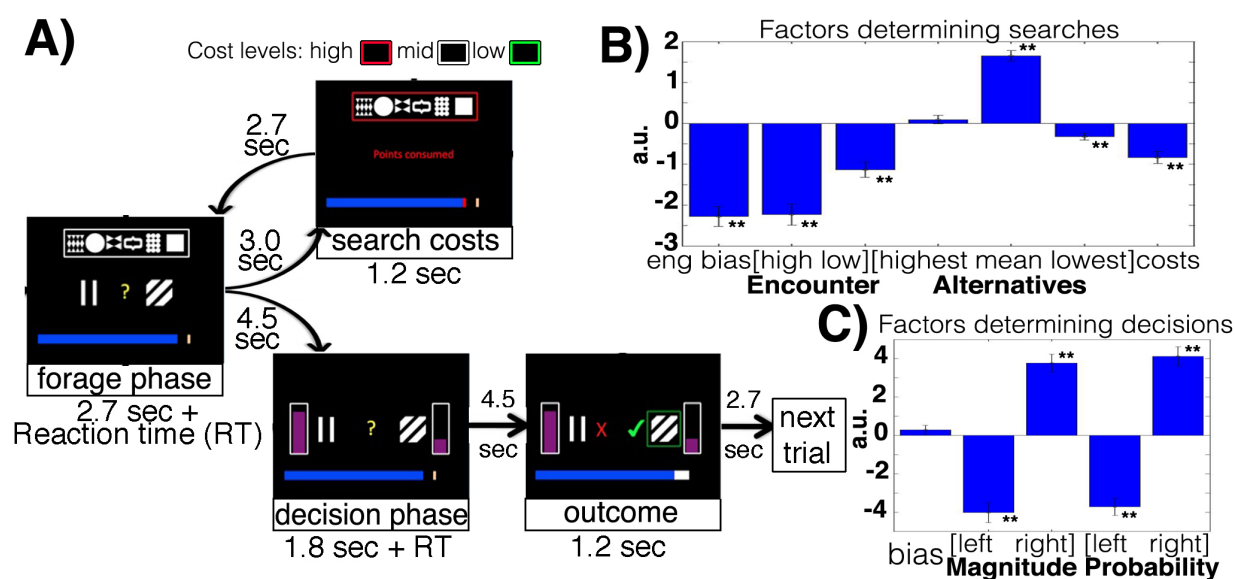 A)
Cost levels: high mid low
2.7
sec
Points consumed
search costs
1.2 sec
3.0
sec
?
4.5
sec
forage phase
2.7 sec +
Reaction time (RT)
?
decision phase
1.8 sec + RT
4.5
sec
X ✓
outcome
1.2 sec
2.7
sec
next
trial
B)
Factors determining searches
2
1
0
-1
-2
-3
a.u.
** ** ** ** ** **
eng bias[high low][highest mean lowest]costs
Encounter Alternatives
C)
Factors determining decisions
4
2
0
-2
-4
a.u.
** ** ** **
bias [left right] [left right]
Magnitude Probability